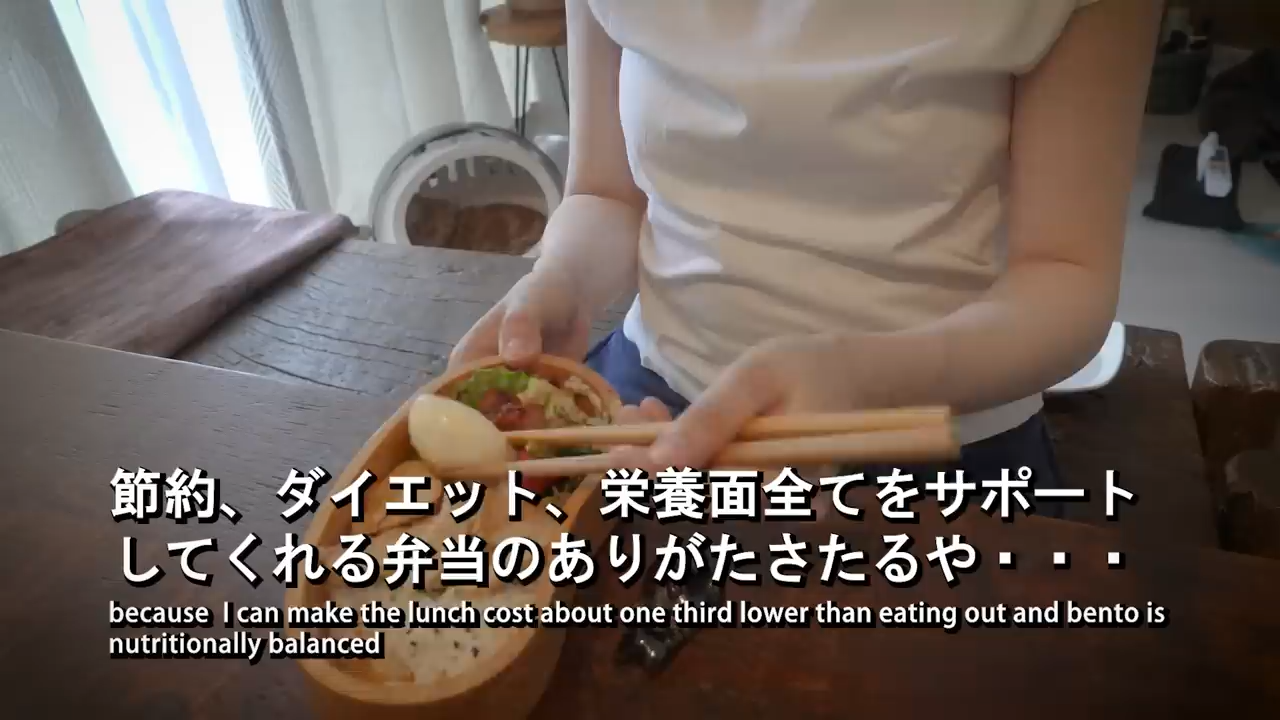 節約、ダイエット、栄養面全てをサポート
してくれる弁当のありがたさたるや・・・
because  I can make the lunch cost about one third lower than eating out and bento is
nutritionally balanced